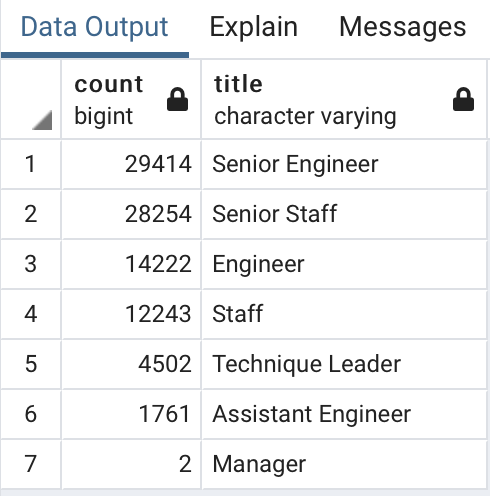 Data Output Explain Messages
count title
bigint character varying
1 29414 Senior Engineer
2 28254 Senior Staff
3 14222 Engineer
4 12243 Staff
5 4502 Technique Leader
6 1761 Assistant Engineer
7 2 Manager